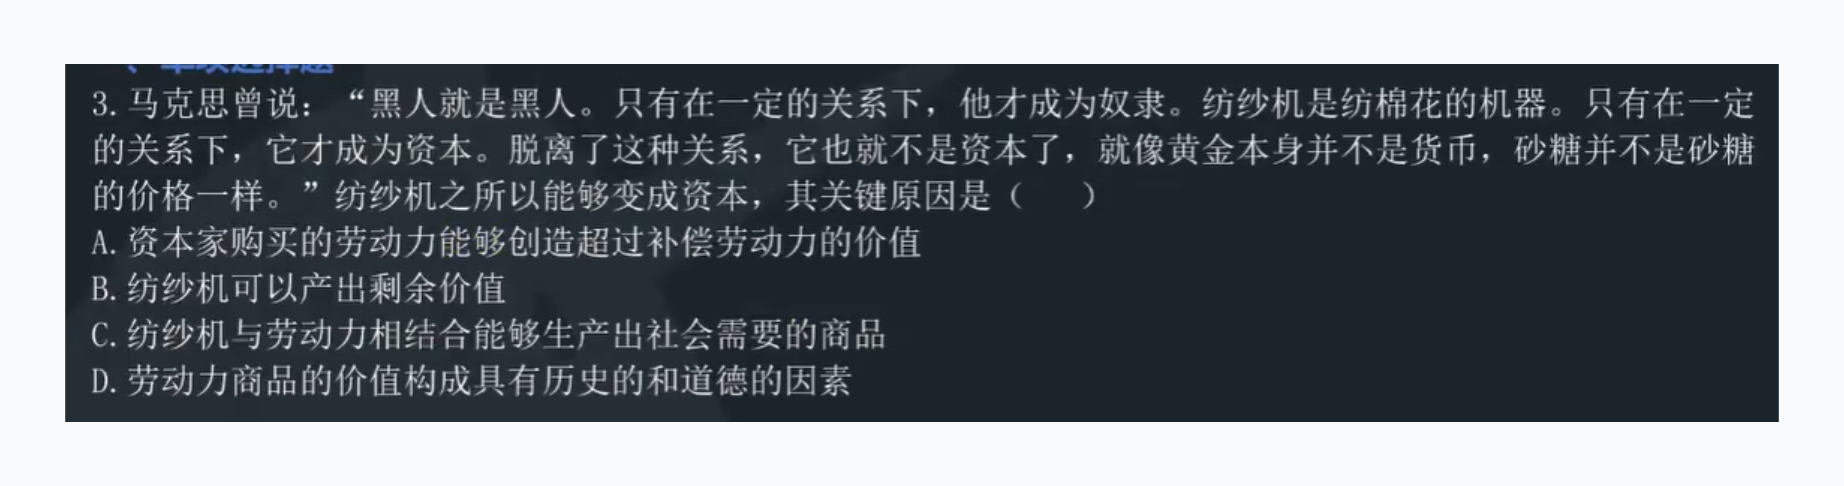 3.马克思曾说：“黑人就是黑人。只有在一定的关系下，他才成为奴隶。纺纱机是纺棉花的机器。只有在一定
的关系下，它才成为资本。脱离了这种关系，它也就不是资本了，就像黄金本身并不是货币，砂糖并不是砂糖
的价格一样。”纺纱机之所以能够变成资本，其关键原因是（　　）
A.资本家购买的劳动力能够创造超过补偿劳动力的价值
B.纺纱机可以产出剩余价值
C.纺纱机与劳动力相结合能够生产出社会需要的商品
D.劳动力商品的价值构成具有历史的和道德的因素